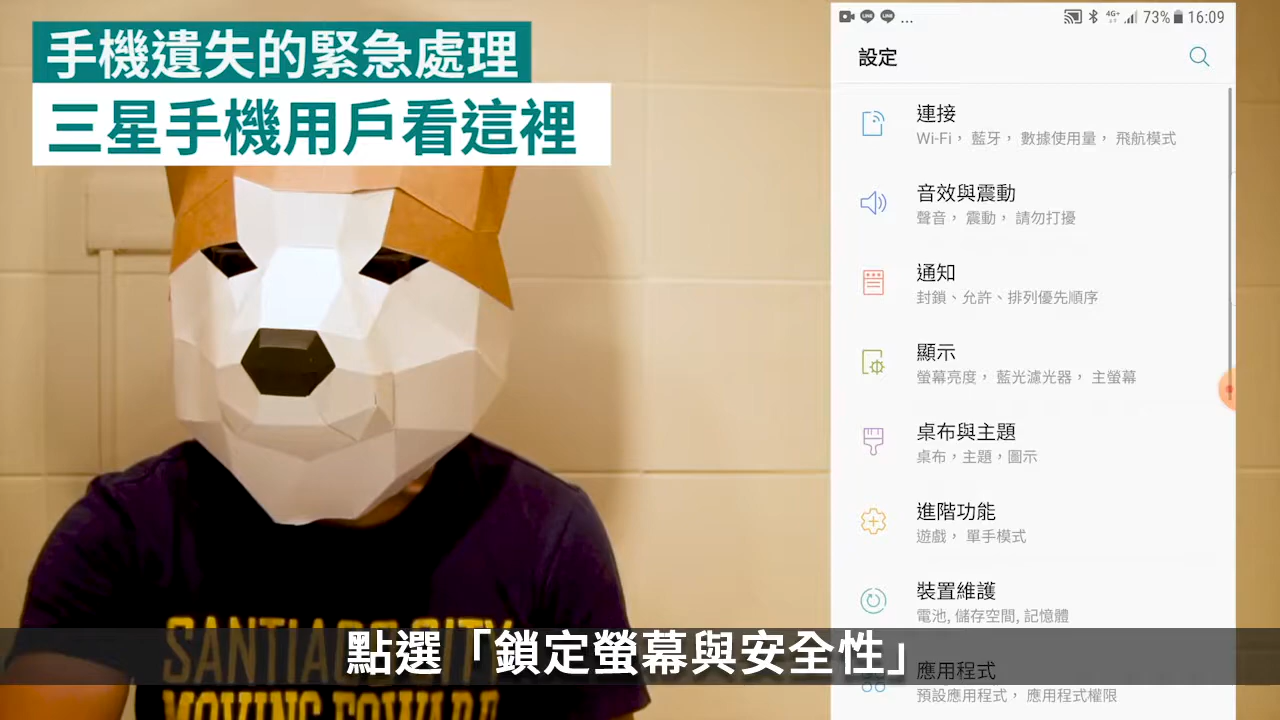 手機遺失的緊急處理
三星手機用戶看這裡
LINE LINE ... 4G+ 73% 16:09
設定
連接
Wi-Fi， 藍牙， 數據使用量， 飛航模式
音效與震動
聲音， 震動， 請勿打擾
通知
封鎖、允許、排列優先順序
顯示
螢幕亮度， 藍光濾光器， 主螢幕
桌布與主題
桌布，主題，圖示
進階功能
遊戲， 單手模式
裝置維護
電池, 儲存空間, 記憶體
應用程式
預設應用程式， 應用程式權限
SANTIAGO CITY
MOVING FORWARD
點選「鎖定螢幕與安全性」